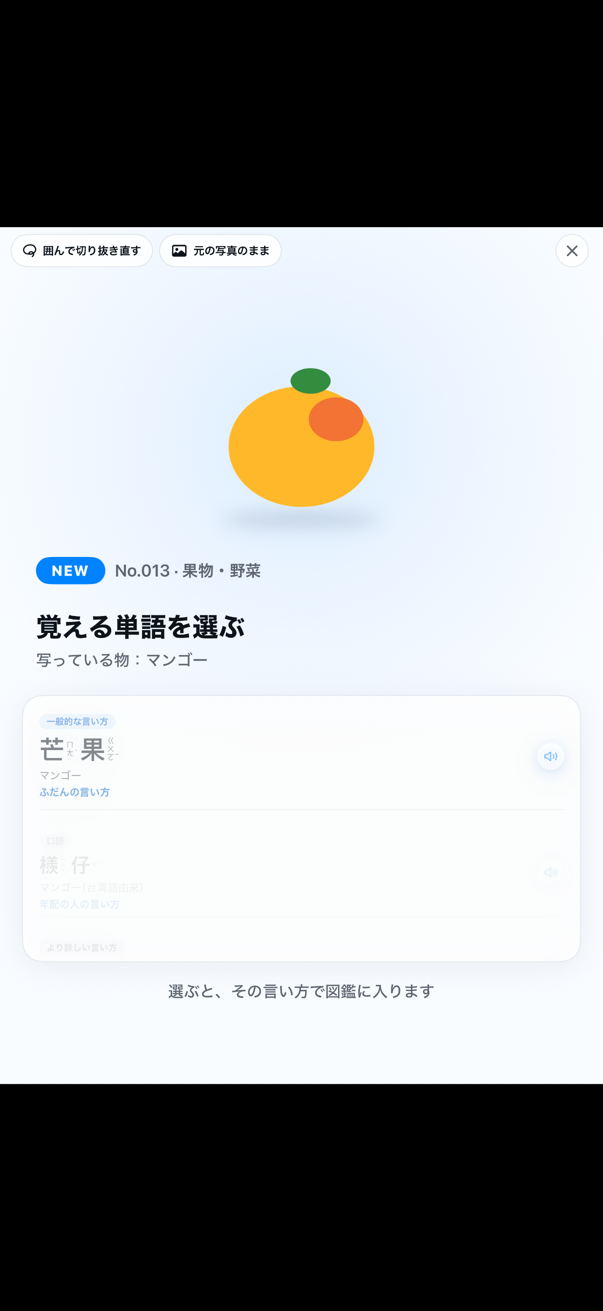 囲んで切り抜き直す
元の写真のまま
NEW
No.013・果物・野菜
覚える単語を選ぶ
写っている物：マンゴー
一般的な言い方
芒果
マンゴー
ふだんの言い方
口語
檨仔
マンゴー(台湾語由来)
年配の人の言い方
より詳しい言い方
選ぶと、その言い方で図鑑に入ります